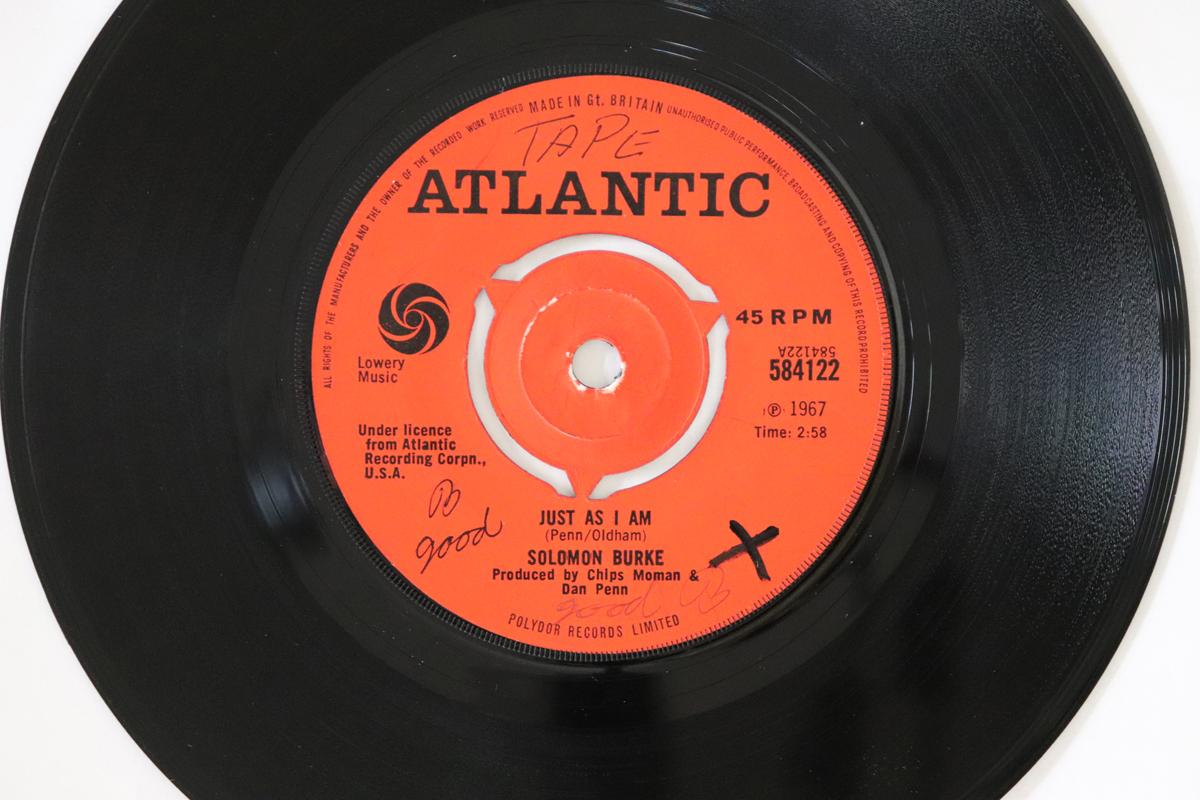 ALL RIGHTS OF THE MANUFACTURERS AND THE OWNER OF THE RECORDED WORK RESERVED MADE IN Gt. BRITAIN UNAUTHORISED PUBLIC PERFORMANCE, BROADCASTING AND COPYING OF THIS RECORD PROHIBITED
TAPE
ATLANTIC
45 RPM
584122A
584122
Ⓟ 1967
Time: 2:58
Lowery
Music
Under licence
from Atlantic
Recording Corpn.,
U.S.A.
B
good
JUST AS I AM
(Penn/Oldham)
SOLOMON BURKE
X
Produced by Chips Moman &
Dan Penn
good B
POLYDOR RECORDS LIMITED